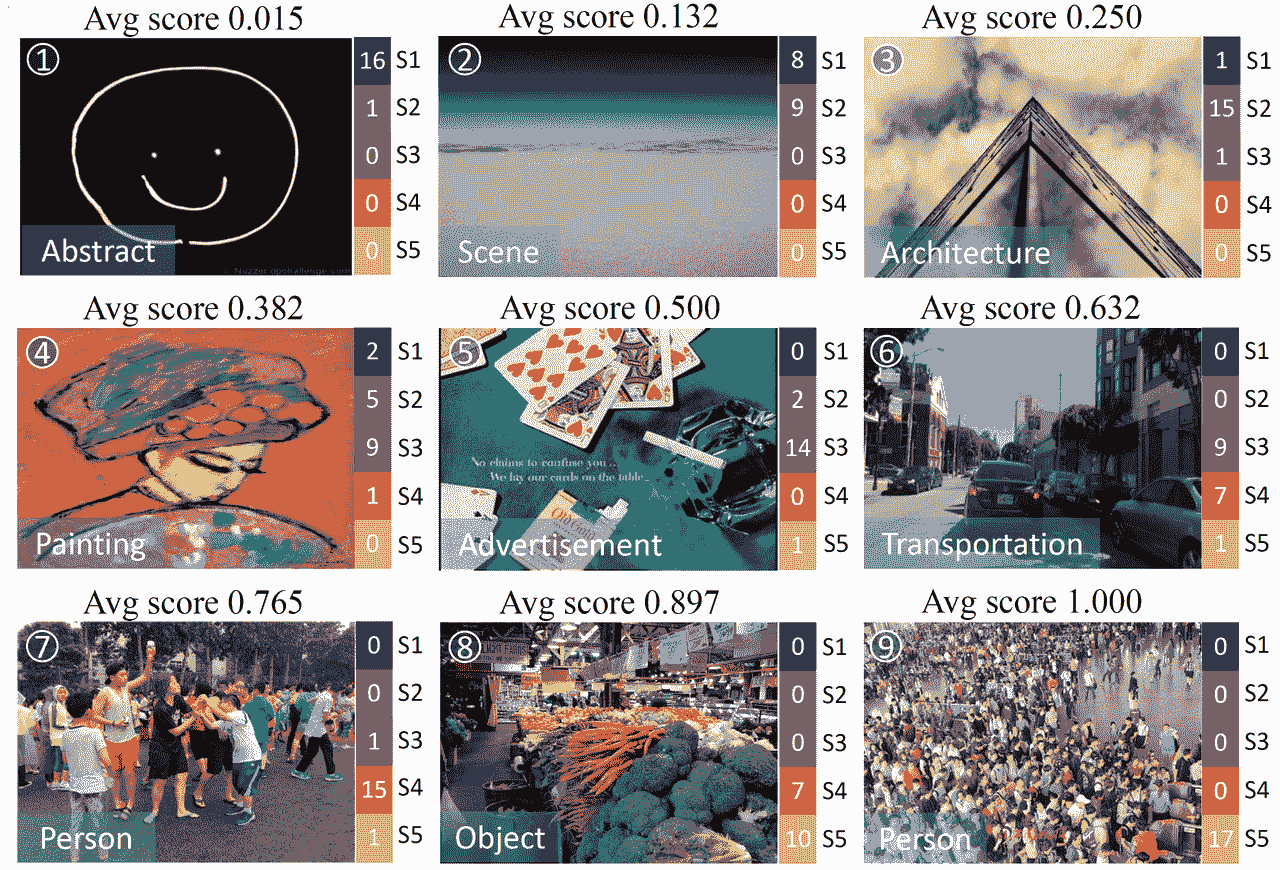 Avg score 0.015
①
16 S1
1 S2
0 S3
0 S4
0 S5
Abstract
Avg score 0.132
②
8 S1
9 S2
0 S3
0 S4
0 S5
Scene
Avg score 0.250
③
1 S1
15 S2
1 S3
0 S4
0 S5
Architecture
Avg score 0.382
④
2 S1
5 S2
9 S3
1 S4
0 S5
Painting
Avg score 0.500
⑤
0 S1
2 S2
14 S3
0 S4
1 S5
No claims to confuse you...
We lay our cards on the table...
Advertisement
Avg score 0.632
⑥
0 S1
0 S2
9 S3
7 S4
1 S5
Transportation
Avg score 0.765
⑦
0 S1
0 S2
1 S3
15 S4
1 S5
Person
Avg score 0.897
⑧
0 S1
0 S2
0 S3
7 S4
10 S5
Object
Avg score 1.000
⑨
0 S1
0 S2
0 S3
0 S4
17 S5
Person